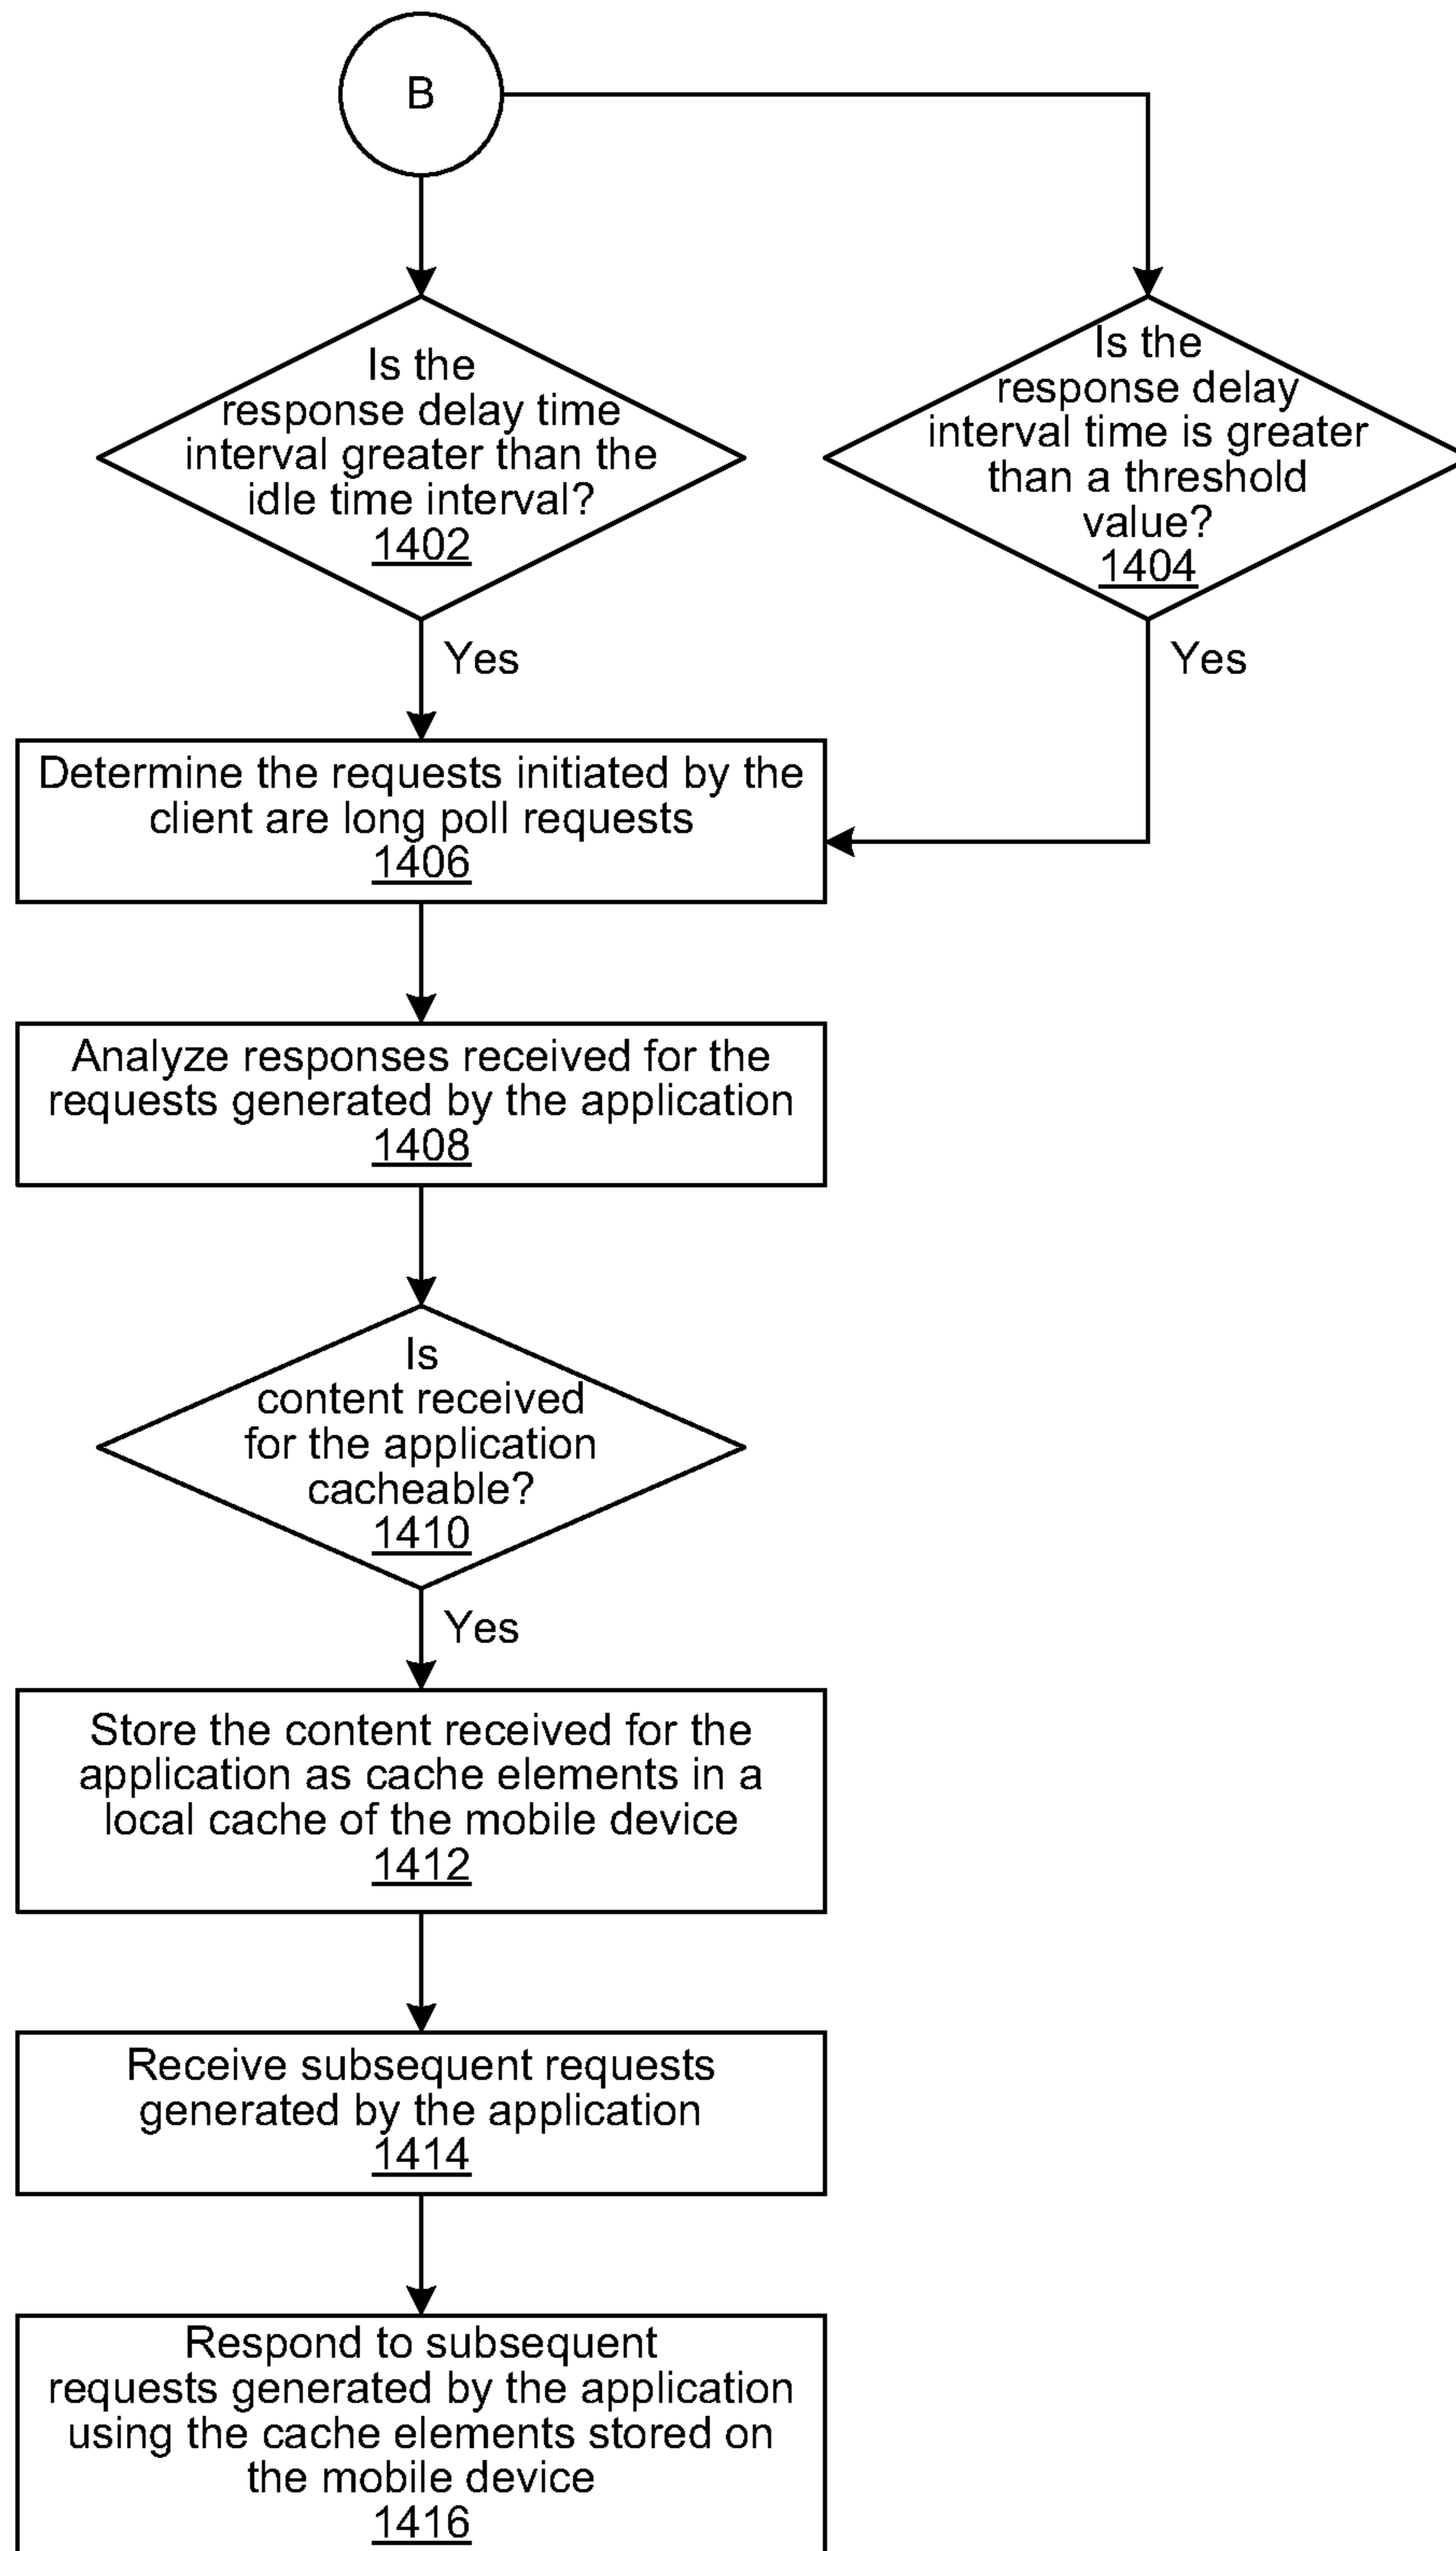 B
Is the
response delay time
interval greater than the
idle time interval?
1402
Is the
response delay
interval time is greater
than a threshold
value?
1404
Yes
Yes
Determine the requests initiated by the
client are long poll requests
1406
Analyze responses received for the
requests generated by the application
1408
Is
content received
for the application
cacheable?
1410
Yes
Store the content received for the
application as cache elements in a
local cache of the mobile device
1412
Receive subsequent requests
generated by the application
1414
Respond to subsequent
requests generated by the application
using the cache elements stored on
the mobile device
1416